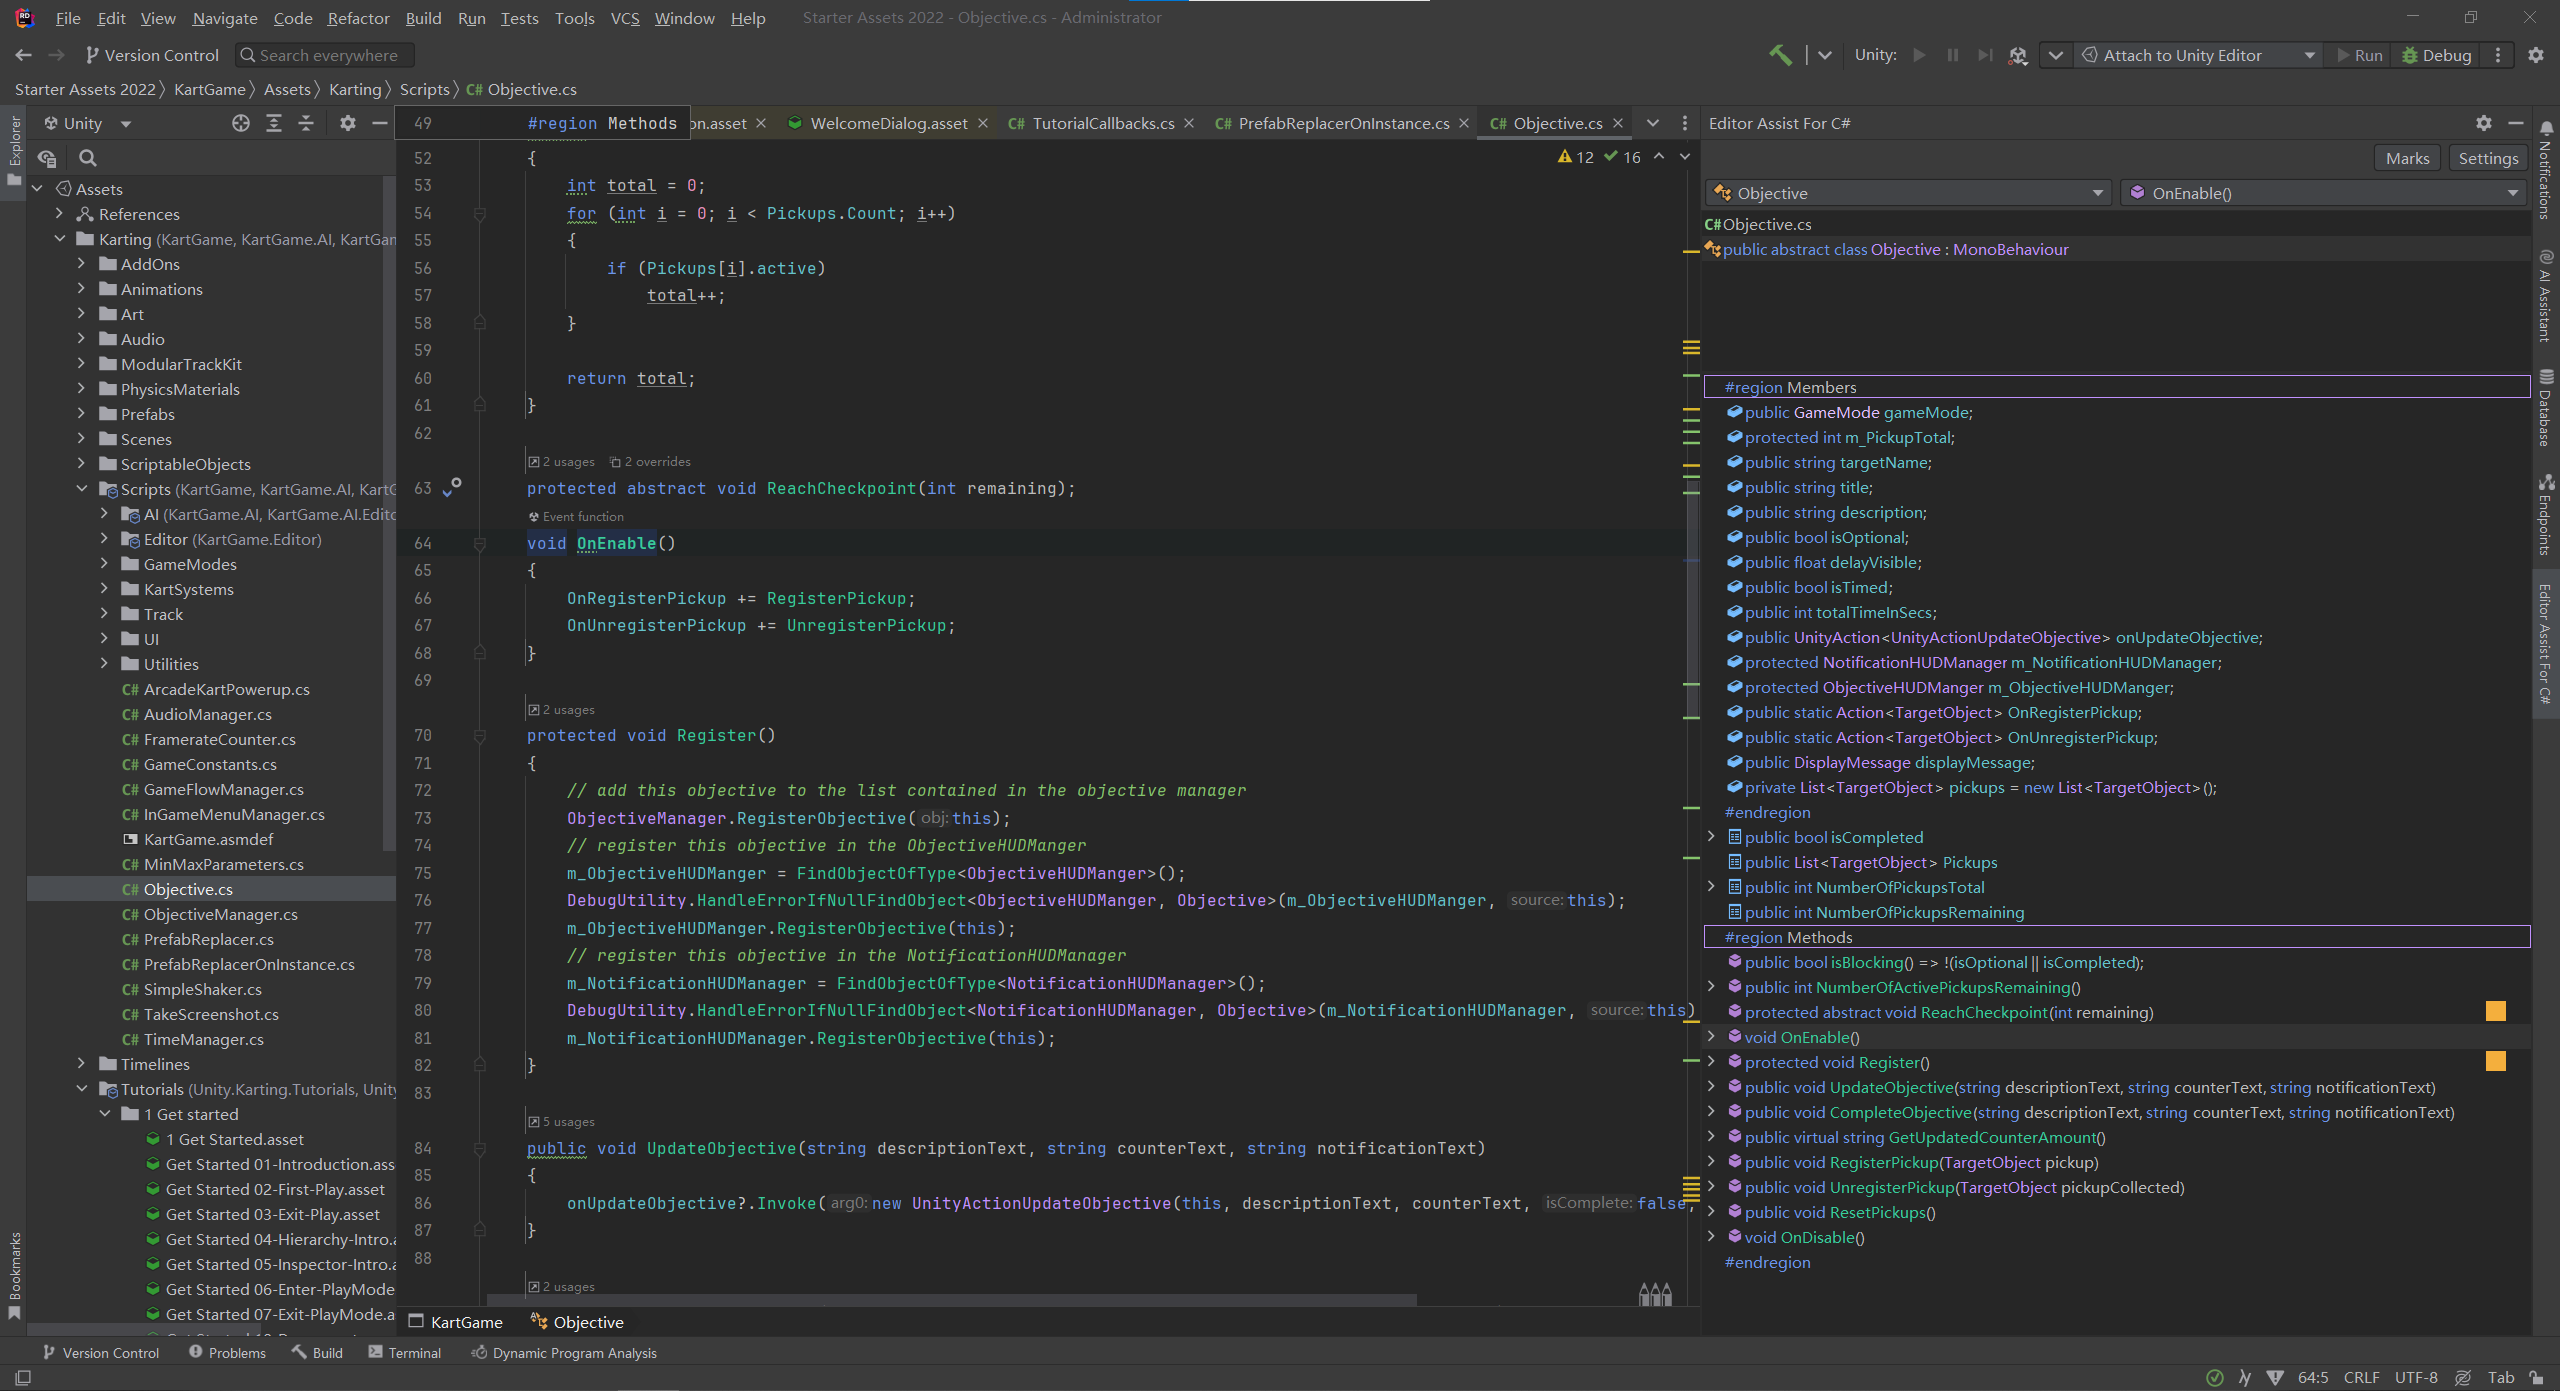 File Edit View Navigate Code Refactor Build Run Tests Tools VCS Window Help Starter Assets 2022 - Objective.cs - Administrator
Version Control Search everywhere Unity: Attach to Unity Editor Run Debug
Starter Assets 2022 KartGame Assets Karting Scripts C# Objective.cs
Explorer
Bookmarks
Unity
Assets
References
Karting (KartGame, KartGame.AI, KartGan
AddOns
Animations
Art
Audio
ModularTrackKit
PhysicsMaterials
Prefabs
Scenes
ScriptableObjects
Scripts (KartGame, KartGame.AI, KartG
AI (KartGame.AI, KartGame.AI.Edito
Editor (KartGame.Editor)
GameModes
KartSystems
Track
UI
Utilities
C# ArcadeKartPowerup.cs
C# AudioManager.cs
C# FramerateCounter.cs
C# GameConstants.cs
C# GameFlowManager.cs
C# InGameMenuManager.cs
KartGame.asmdef
C# MinMaxParameters.cs
C# Objective.cs
C# ObjectiveManager.cs
C# PrefabReplacer.cs
C# PrefabReplacerOnInstance.cs
C# SimpleShaker.cs
C# TakeScreenshot.cs
C# TimeManager.cs
Timelines
Tutorials (Unity.Karting.Tutorials, Unity
1 Get started
1 Get Started.asset
Get Started 01-Introduction.ass
Get Started 02-First-Play.asset
Get Started 03-Exit-Play.asset
Get Started 04-Hierarchy-Intro.a
Get Started 05-Inspector-Intro.a
Get Started 06-Enter-PlayMode
Get Started 07-Exit-PlayMode.a
49 #region Methods on.asset WelcomeDialog.asset C# TutorialCallbacks.cs C# PrefabReplacerOnInstance.cs C# Objective.cs
12 16
52 {
53 int total = 0;
54 for (int i = 0; i < Pickups.Count; i++)
55 {
56 if (Pickups[i].active)
57 total++;
58 }
59
60 return total;
61 }
62
2 usages 2 overrides
63 protected abstract void ReachCheckpoint(int remaining);
Event function
64 void OnEnable()
65 {
66 OnRegisterPickup += RegisterPickup;
67 OnUnregisterPickup += UnregisterPickup;
68 }
69
2 usages
70 protected void Register()
71 {
72 // add this objective to the list contained in the objective manager
73 ObjectiveManager.RegisterObjective( obj: this);
74 // register this objective in the ObjectiveHUDManger
75 m_ObjectiveHUDManger = FindObjectOfType<ObjectiveHUDManger>();
76 DebugUtility.HandleErrorIfNullFindObject<ObjectiveHUDManger, Objective>(m_ObjectiveHUDManger, source: this);
77 m_ObjectiveHUDManger.RegisterObjective(this);
78 // register this objective in the NotificationHUDManager
79 m_NotificationHUDManager = FindObjectOfType<NotificationHUDManager>();
80 DebugUtility.HandleErrorIfNullFindObject<NotificationHUDManager, Objective>(m_NotificationHUDManager, source: this)
81 m_NotificationHUDManager.RegisterObjective(this);
82 }
83
5 usages
84 public void UpdateObjective(string descriptionText, string counterText, string notificationText)
85 {
86 onUpdateObjective?.Invoke( arg0: new UnityActionUpdateObjective(this, descriptionText, counterText, isComplete: false,
87 }
88
2 usages
KartGame Objective
Editor Assist For C#
Marks Settings
Objective OnEnable()
C# Objective.cs
public abstract class Objective : MonoBehaviour
#region Members
public GameMode gameMode;
protected int m_PickupTotal;
public string targetName;
public string title;
public string description;
public bool isOptional;
public float delayVisible;
public bool isTimed;
public int totalTimeInSecs;
public UnityAction<UnityActionUpdateObjective> onUpdateObjective;
protected NotificationHUDManager m_NotificationHUDManager;
protected ObjectiveHUDManger m_ObjectiveHUDManger;
public static Action<TargetObject> OnRegisterPickup;
public static Action<TargetObject> OnUnregisterPickup;
public DisplayMessage displayMessage;
private List<TargetObject> pickups = new List<TargetObject>();
#endregion
public bool isCompleted
public List<TargetObject> Pickups
public int NumberOfPickupsTotal
public int NumberOfPickupsRemaining
#region Methods
public bool isBlocking() => !(isOptional || isCompleted);
public int NumberOfActivePickupsRemaining()
protected abstract void ReachCheckpoint(int remaining)
void OnEnable()
protected void Register()
public void UpdateObjective(string descriptionText, string counterText, string notificationText)
public void CompleteObjective(string descriptionText, string counterText, string notificationText)
public virtual string GetUpdatedCounterAmount()
public void RegisterPickup(TargetObject pickup)
public void UnregisterPickup(TargetObject pickupCollected)
public void ResetPickups()
void OnDisable()
#endregion
Notifications
AI Assistant
Database
Endpoints
Editor Assist For C#
Version Control Problems Build Terminal Dynamic Program Analysis
64:5 CRLF UTF-8 Tab